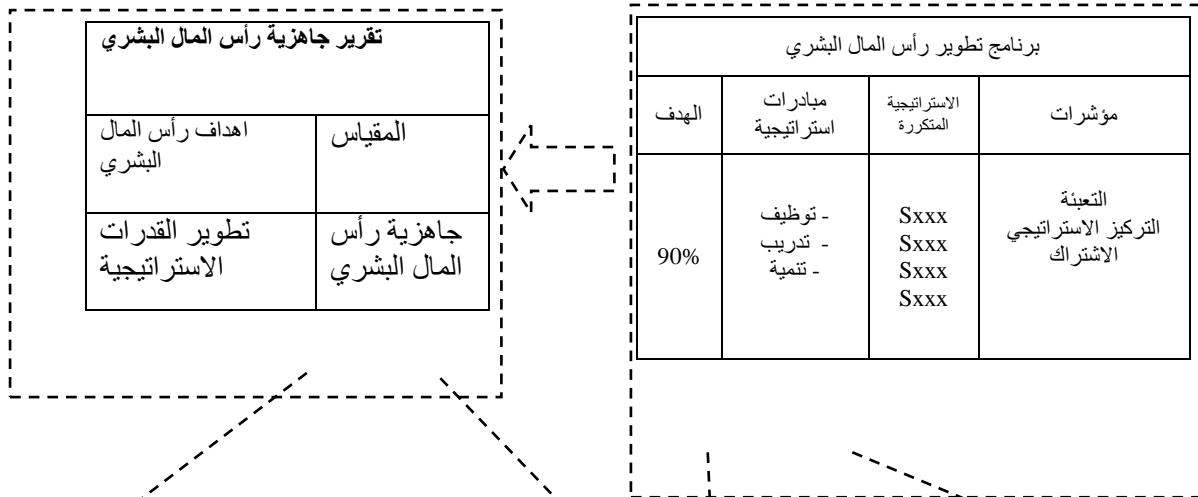 برنامج تطوير رأس المال البشري
مؤشرات
الاستراتيجية
المتكررة
مبادرات
استراتيجية
الهدف
التعبئة
التركيز الاستراتيجي
الاشتراك
Sxxx
Sxxx
Sxxx
Sxxx
- توظيف
- تدريب
- تنمية
90%
تقرير جاهزية رأس المال البشري
المقياس
اهداف رأس المال
البشري
جاهزية رأس
المال البشري
تطوير القدرات
الاستراتيجية